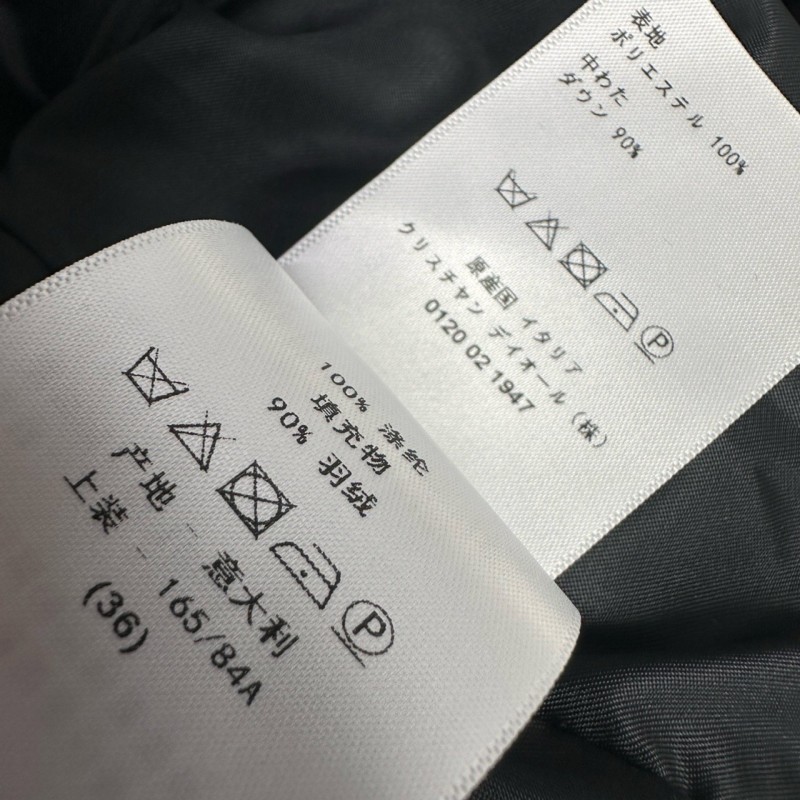 表地
ポリエステル 100%
中わた
ダウン 90%
原産国 イタリア
クリスチャン デイオール (株)
0120 02 1947
100% 涤纶
填充物
90% 羽绒
P
产地 - 意大利
上装 - 165/84A
(36)